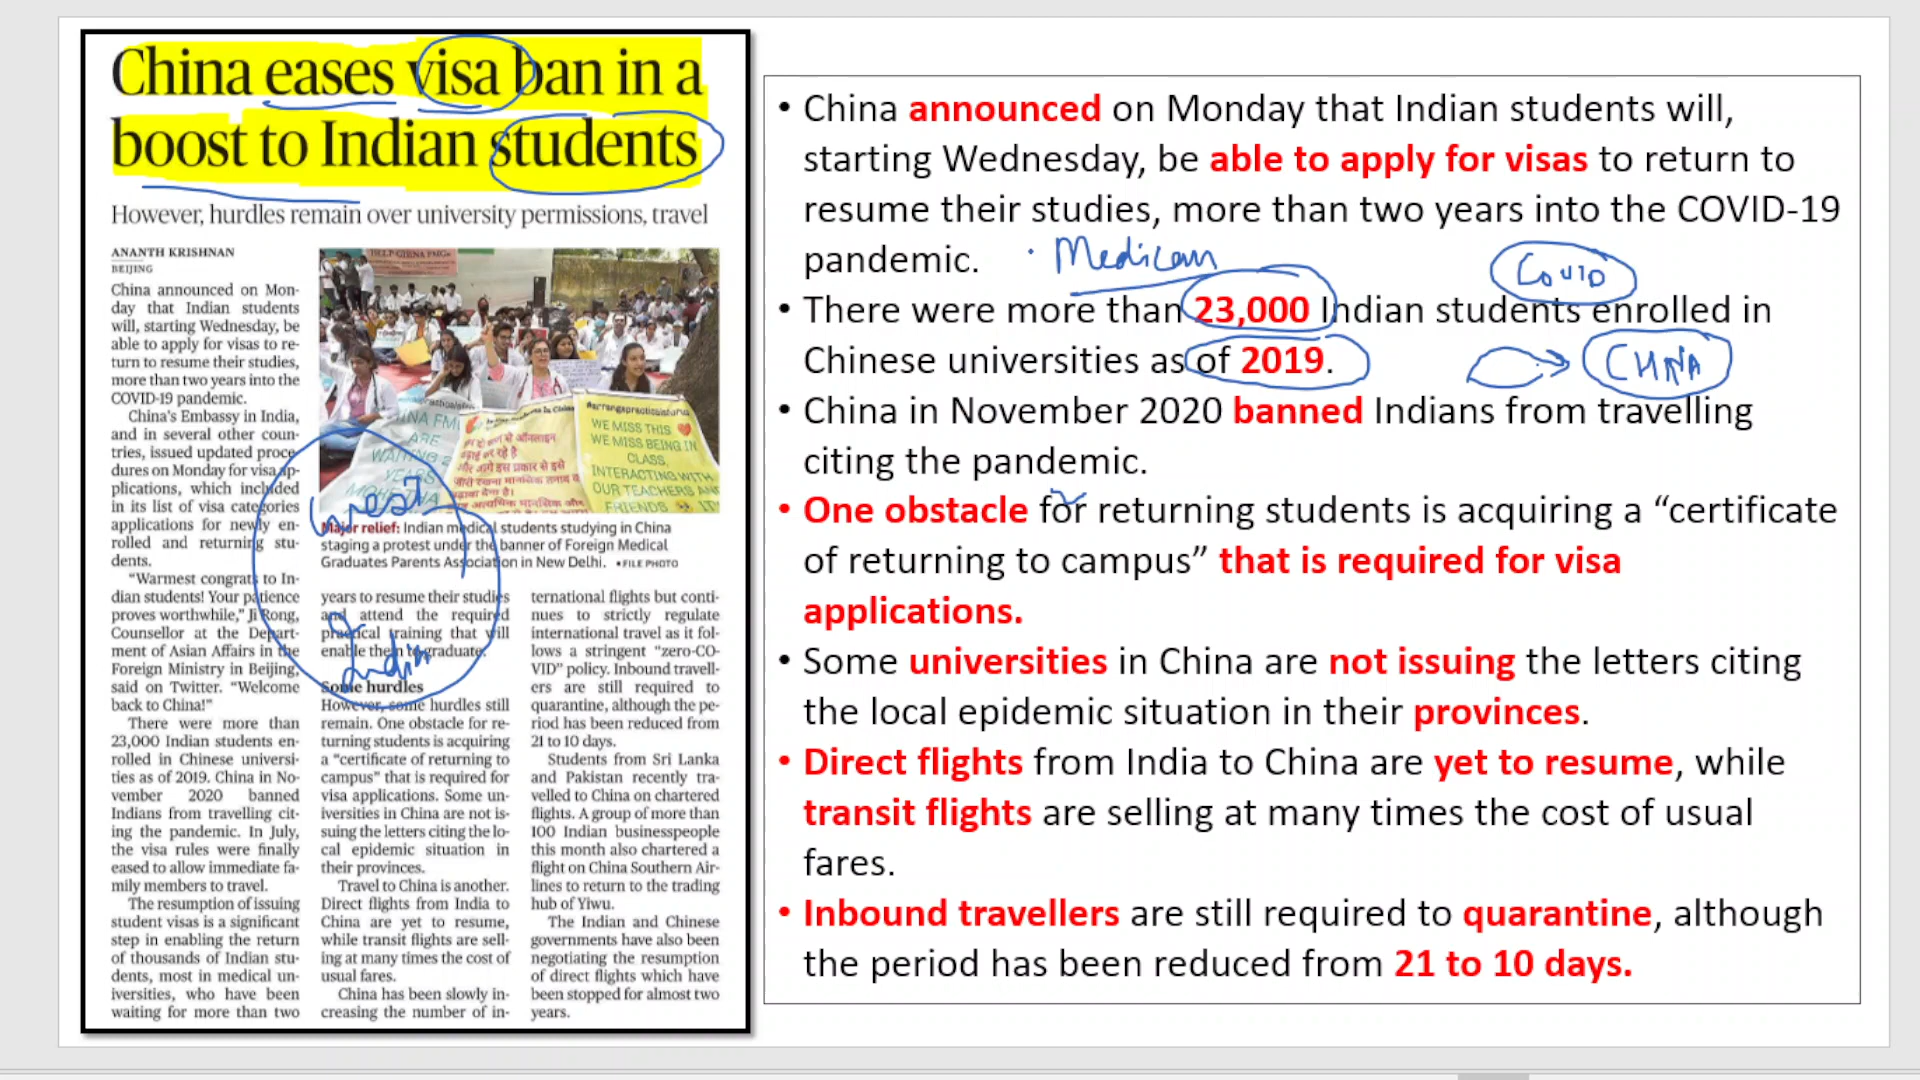 China eases visa ban in a
boost to Indian students
However, hurdles remain over university permissions, travel
ANANTH KRISHNAN
BEIJING
China announced on Mon-
day that Indian students
will, starting Wednesday, be
able to apply for visas to re-
turn to resume their studies,
more than two years into the
COVID-19 pandemic.
China's Embassy in India,
and in several other coun-
tries, issued updated proce-
dures on Monday for visa ap-
plications, which included
in its list of visa categories
applications for newly en-
rolled and returning stu-
dents.
"Warmest congrats to In-
dian students! Your patience
proves worthwhile," Ji Rong,
Counsellor at the Depart-
ment of Asian Affairs in the
Foreign Ministry in Beijing,
said on Twitter. "Welcome
back to China!"
There were more than
23,000 Indian students en-
rolled in Chinese universi-
ties as of 2019. China in No-
vember 2020 banned
Indians from travelling cit-
ing the pandemic. In July,
the visa rules were finally
eased to allow immediate fa-
mily members to travel.
The resumption of issuing
student visas is a significant
step in enabling the return
of thousands of Indian stu-
dents, most in medical un-
iversities, who have been
waiting for more than two
WE MISS THIS
WE MISS BEING IN
CLASS,
INTERACTING WITH
OUR TEACHERS AND
FRIENDS
Major relief: Indian medical students studying in China
staging a protest under the banner of Foreign Medical
Graduates Parents Association in New Delhi. •FILE PHOTO
years to resume their studies
and attend the required
practical training that will
enable them to graduate.
Some hurdles
However, some hurdles still
remain. One obstacle for re-
turning students is acquiring
a "certificate of returning to
campus" that is required for
visa applications. Some un-
iversities in China are not is-
suing the letters citing the lo-
cal epidemic situation in
their provinces.
Travel to China is another.
Direct flights from India to
China are yet to resume,
while transit flights are sell-
ing at many times the cost of
usual fares.
China has been slowly in-
creasing the number of in-
ternational flights but conti-
nues to strictly regulate
international travel as it fol-
lows a stringent "zero-CO-
VID" policy. Inbound travell-
ers are still required to
quarantine, although the pe-
riod has been reduced from
21 to 10 days.
Students from Sri Lanka
and Pakistan recently tra-
velled to China on chartered
flights. A group of more than
100 Indian businesspeople
this month also chartered a
flight on China Southern Air-
lines to return to the trading
hub of Yiwu.
The Indian and Chinese
governments have also been
negotiating the resumption
of direct flights which have
been stopped for almost two
years.
India
• China announced on Monday that Indian students will,
starting Wednesday, be able to apply for visas to return to
resume their studies, more than two years into the COVID-19
pandemic.
COVID
• There were more than 23,000 Indian students enrolled in
Chinese universities as of 2019.
CHINA
• China in November 2020 banned Indians from travelling
citing the pandemic.
• One obstacle for returning students is acquiring a “certificate
of returning to campus” that is required for visa
applications.
• Some universities in China are not issuing the letters citing
the local epidemic situation in their provinces.
• Direct flights from India to China are yet to resume, while
transit flights are selling at many times the cost of usual
fares.
• Inbound travellers are still required to quarantine, although
the period has been reduced from 21 to 10 days.